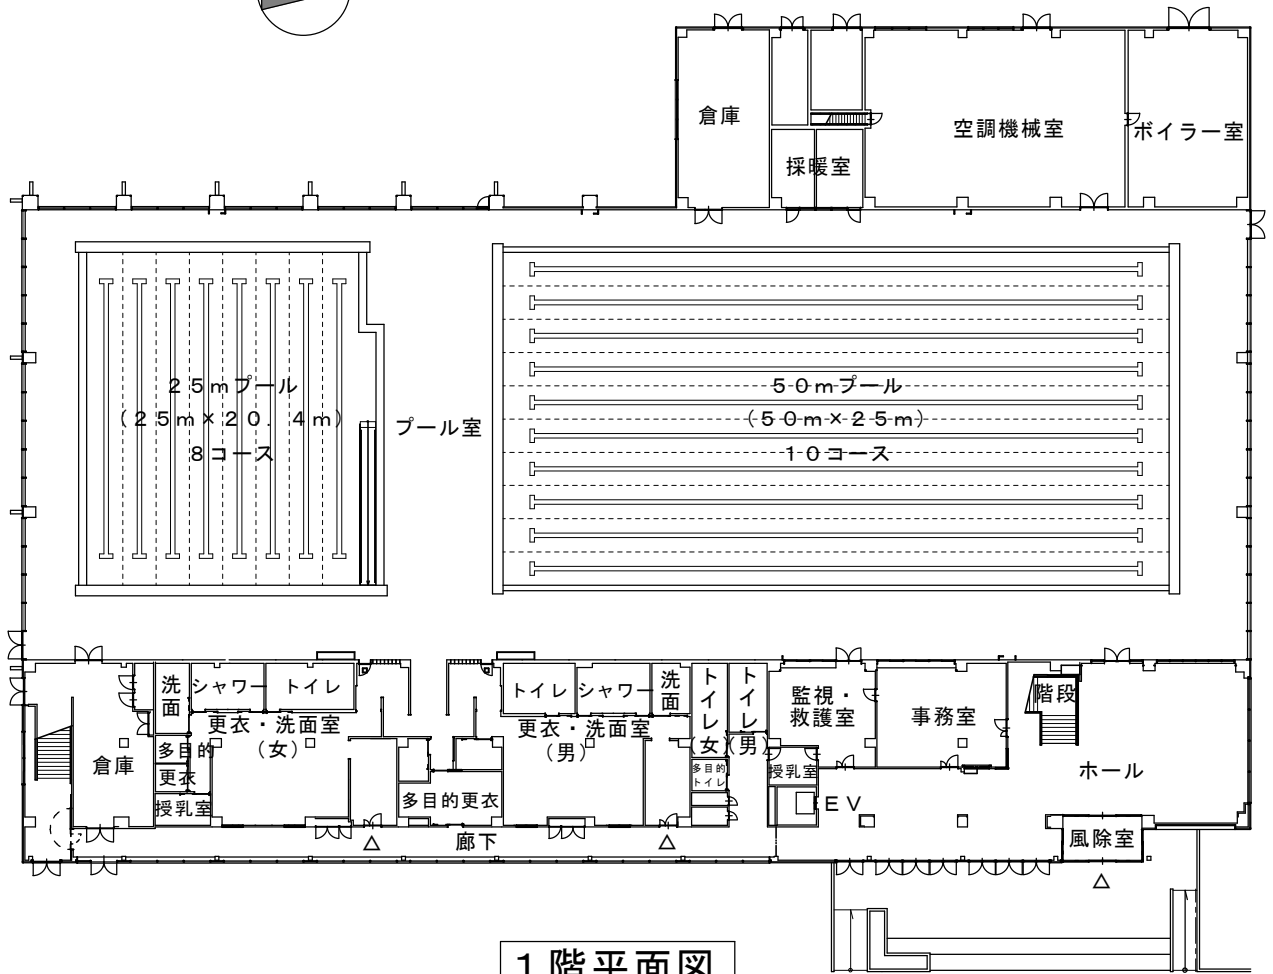 倉庫
採暖室
空調機械室
ボイラー室
25mプール
(25m×20.4m)
8コース
プール室
50mプール
(50m×25m)
10コース
洗面
シャワー
トイレ
更衣・洗面室
(女)
倉庫
多目的
更衣
授乳室
多目的更衣
トイレ
シャワー
洗面
更衣・洗面室
(男)
トイレ(女)
トイレ(男)
多目的
トイレ
監視・
救護室
授乳室
EV
事務室
階段
ホール
廊下
風除室
1階平面図